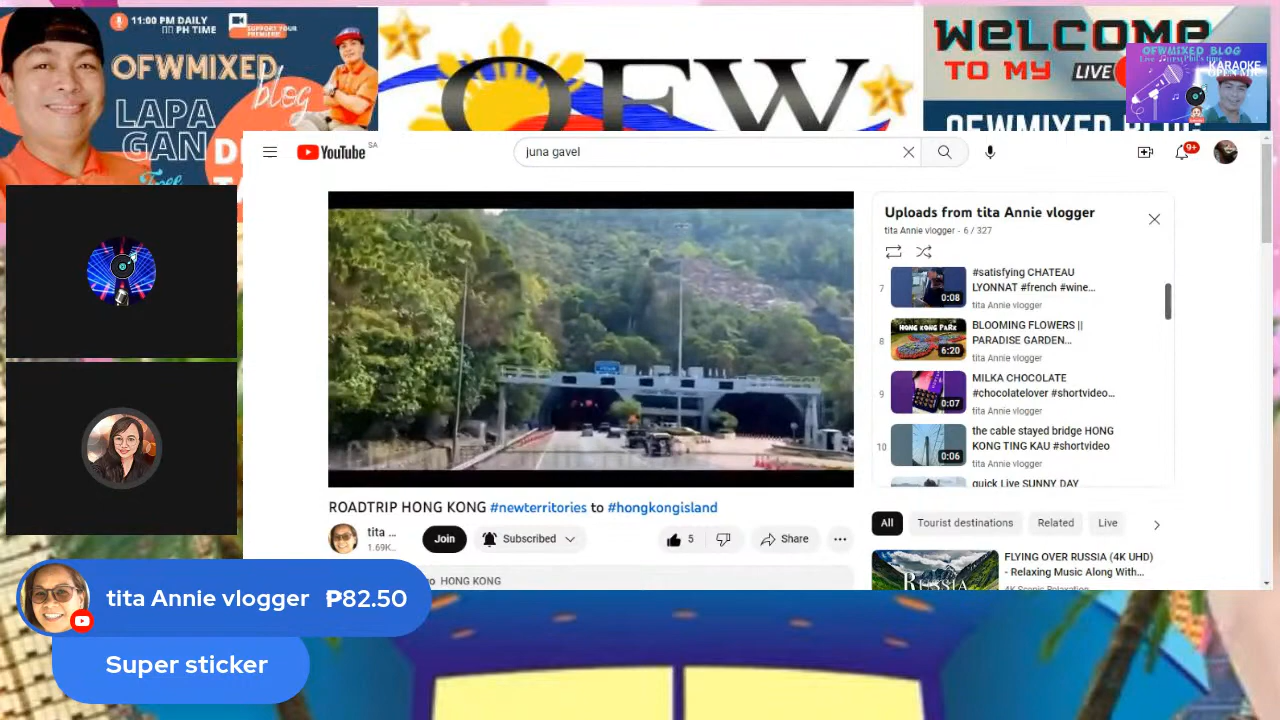 11:00 PM DAILY
PH TIME
SUPPORT YOUR
PREMIERE
OFWMIXED
blog
LAPA
GAN
Free
OFW
WELCOME
TO MY
LIVE
OFWMIXED BLOG
OFWMIXED BLOG
KARAOKE
OPEN MIC
YouTube SA
juna gavel
9+
Uploads from tita Annie vlogger
tita Annie vlogger - 6 / 327
7
0:08
#satisfying CHATEAU
LYONNAT #french #wine...
tita Annie vlogger
8
HONG KONG PARK
6:20
BLOOMING FLOWERS ||
PARADISE GARDEN...
tita Annie vlogger
9
0:07
MILKA CHOCOLATE
#chocolatelover #shortvideo...
tita Annie vlogger
10
0:06
the cable stayed bridge HONG
KONG TING KAU #shortvideo
tita Annie vlogger
quick Live SUNNY DAY
ROADTRIP HONG KONG #newterritories to #hongkongisland
tita ...
1.69K...
Join
Subscribed
5
Share
HONG KONG
All
Tourist destinations
Related
Live
RUSSIA
FLYING OVER RUSSIA (4K UHD)
- Relaxing Music Along With...
4K Scenic Relaxation
tita Annie vlogger ₱82.50
Super sticker